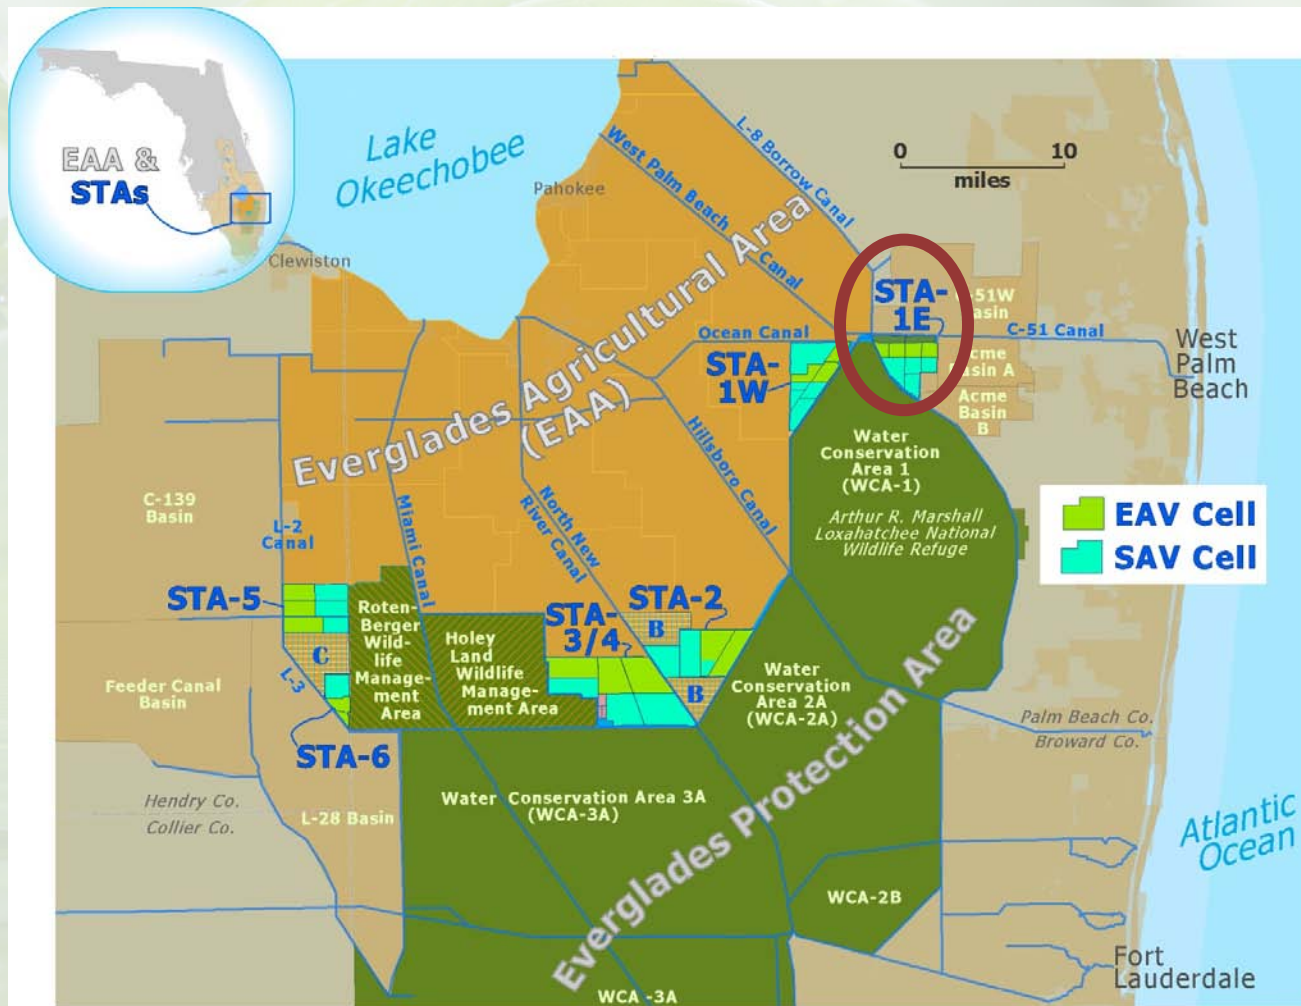 EAA &
STAs
Lake
Okeechobee
Pahokee
Clewiston
L-8 Borrow Canal
West Palm Beach
Canal
0 10
miles
Everglades Agricultural Area
(EAA)
STA-
1E
C-51W
Basin
Ocean Canal
C-51 Canal
West
Palm
Beach
STA-
1W
Acme
Basin A
Acme
Basin
B
Hillsboro Canal
Water
Conservation
Area 1
(WCA-1)
Arthur R. Marshall
Loxahatchee National
Wildlife Refuge
EAV Cell
SAV Cell
C-139
Basin
L-2
Canal
Miami Canal
North New
River Canal
STA-5
STA-
3/4
STA-2
B
B
C
L-3
Roten-
Berger
Wild-
life
Manage-
ment
Area
Holey
Land
Wildlife
Manage-
ment Area
Feeder Canal
Basin
STA-6
Water
Conservation
Area 2A
(WCA-2A)
Everglades Protection Area
Palm Beach Co.
Broward Co.
Hendry Co.
Collier Co.
L-28 Basin
Water Conservation Area 3A
(WCA-3A)
WCA-2B
Atlantic
Ocean
Fort
Lauderdale
WCA -3A